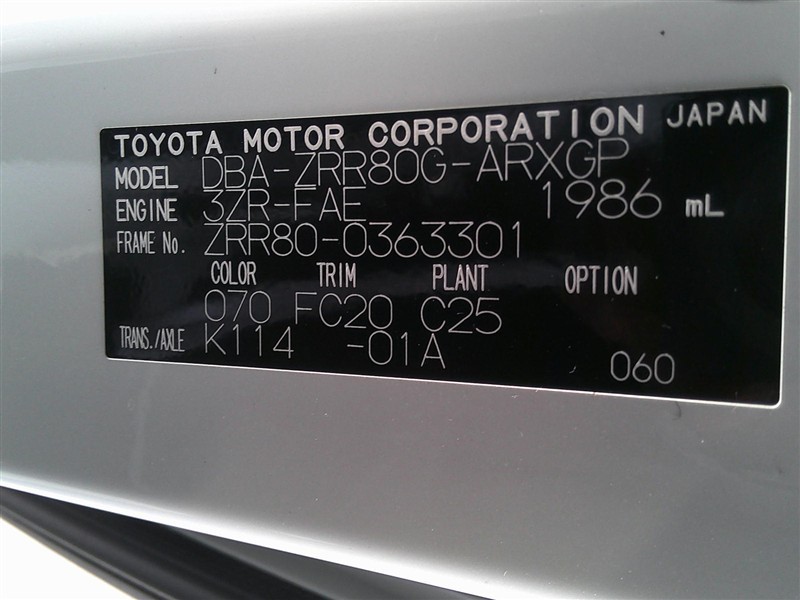 TOYOTA MOTOR CORPORATION JAPAN
MODEL DBA-ZRR80G-ARXGP
ENGINE 3ZR-FAE 1986 mL
FRAME No. ZRR80-0363301
COLOR TRIM PLANT OPTION
070 FC20 C25
TRANS./AXLE K114 -01A
060